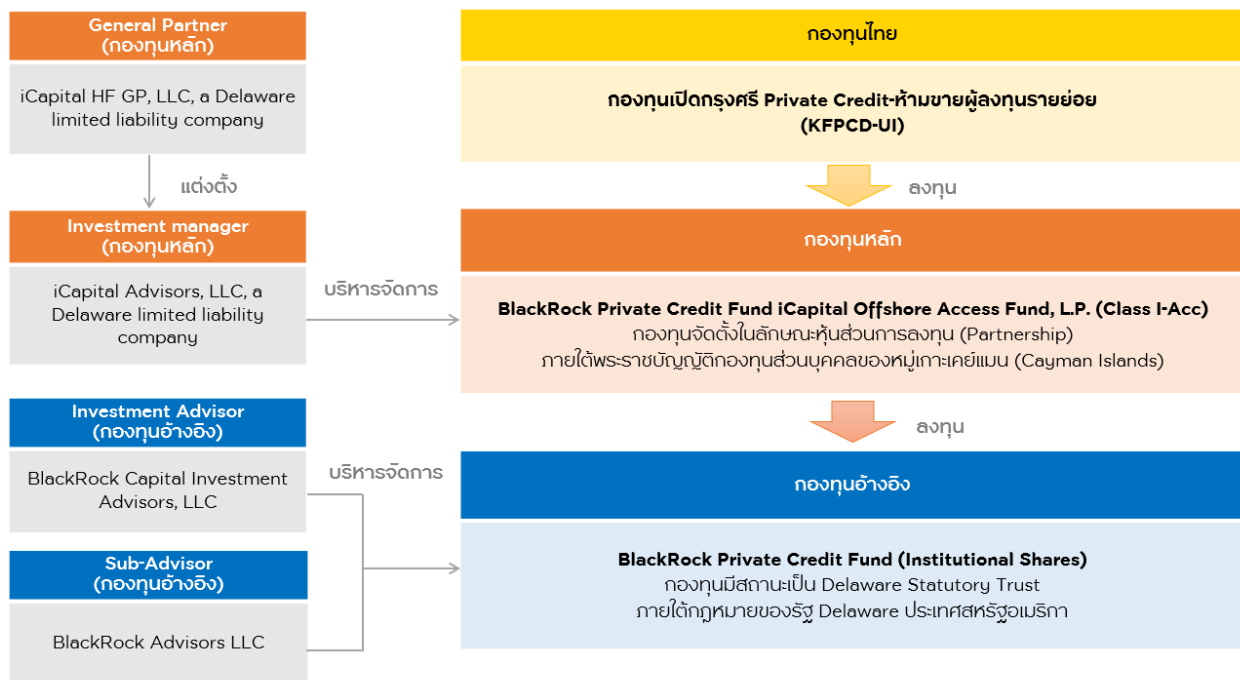 General Partner
(กองทุนหลัก)
iCapital HF GP, LLC, a Delaware
limited liability company
แต่งตั้ง
Investment manager
(กองทุนหลัก)
iCapital Advisors, LLC, a
Delaware limited liability
company
บริหารจัดการ
Investment Advisor
(กองทุนอ้างอิง)
BlackRock Capital Investment
Advisors, LLC
บริหารจัดการ
Sub-Advisor
(กองทุนอ้างอิง)
BlackRock Advisors LLC
กองทุนไทย
กองทุนเปิดกรุงศรี Private Credit-ห้ามขายผู้ลงทุนรายย่อย
(KFPCD-UI)
ลงทุน
กองทุนหลัก
BlackRock Private Credit Fund iCapital Offshore Access Fund, L.P. (Class I-Acc)
กองทุนจัดตั้งในลักษณะหุ้นส่วนการลงทุน (Partnership)
ภายใต้พระราชบัญญัติกองทุนส่วนบุคคลของหมู่เกาะเคย์แมน (Cayman Islands)
ลงทุน
กองทุนอ้างอิง
BlackRock Private Credit Fund (Institutional Shares)
กองทุนมีสถานะเป็น Delaware Statutory Trust
ภายใต้กฎหมายของรัฐ Delaware ประเทศสหรัฐอเมริกา